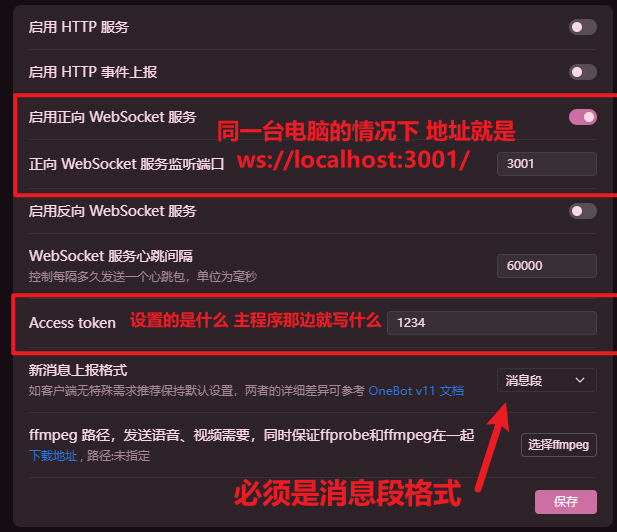 启用 HTTP 服务
启用 HTTP 事件上报
启用正向 WebSocket 服务
同一台电脑的情况下 地址就是
ws://localhost:3001/
正向 WebSocket 服务监听端口
3001
启用反向 WebSocket 服务
WebSocket 服务心跳间隔
控制每隔多久发送一个心跳包，单位为毫秒
60000
Access token
设置的是什么 主程序那边就写什么
1234
新消息上报格式
如客户端无特殊需求推荐保持默认设置，两者的详细差异可参考 OneBot v11 文档
消息段
ffmpeg 路径，发送语音、视频需要，同时保证ffprobe和ffmpeg在一起
下载地址 , 路径:未指定
选择ffmpeg
必须是消息段格式
保存